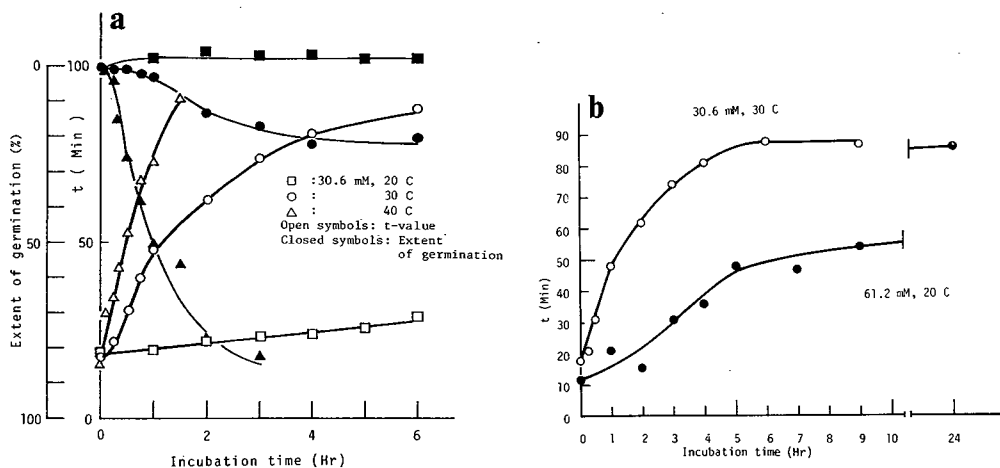 a
0
50
100
Extent of germination (%)
100
50
0
t ( Min )
□ :30.6 mM, 20 C
○ : 30 C
△ : 40 C
Open symbols: t-value
Closed symbols: Extent
of germination
0 2 4 6
Incubation time (Hr)
b
30.6 mM, 30 C
90
80
70
60
50
40
30
20
10
0
t (Min)
61.2 mM, 20 C
0 1 2 3 4 5 6 7 8 9 10 24
Incubation time (Hr)